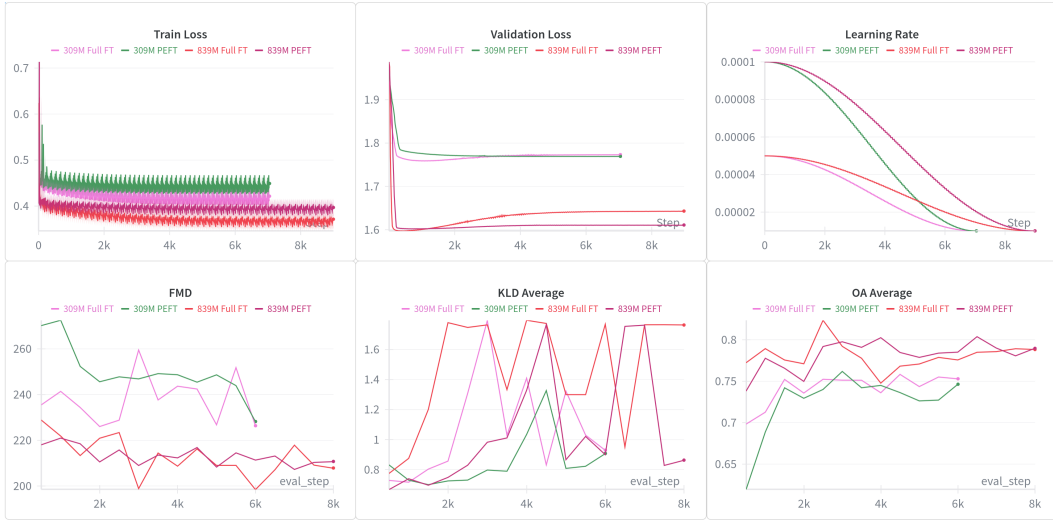 Train Loss
309M Full FT 309M PEFT 839M Full FT 839M PEFT
0.7
0.6
0.5
0.4
0 2k 4k 6k 8k
Validation Loss
309M Full FT 309M PEFT 839M Full FT 839M PEFT
1.9
1.8
1.7
1.6
Step
2k 4k 6k 8k
Learning Rate
309M Full FT 309M PEFT 839M Full FT 839M PEFT
0.0001
0.00008
0.00006
0.00004
0.00002
Step
0 2k 4k 6k 8k
FMD
309M Full FT 309M PEFT 839M Full FT 839M PEFT
260
240
220
200
eval_step
2k 4k 6k 8k
KLD Average
309M Full FT 309M PEFT 839M Full FT 839M PEFT
1.6
1.4
1.2
1
0.8
eval_step
2k 4k 6k 8k
OA Average
309M Full FT 309M PEFT 839M Full FT 839M PEFT
0.8
0.75
0.7
0.65
eval_step
2k 4k 6k 8k